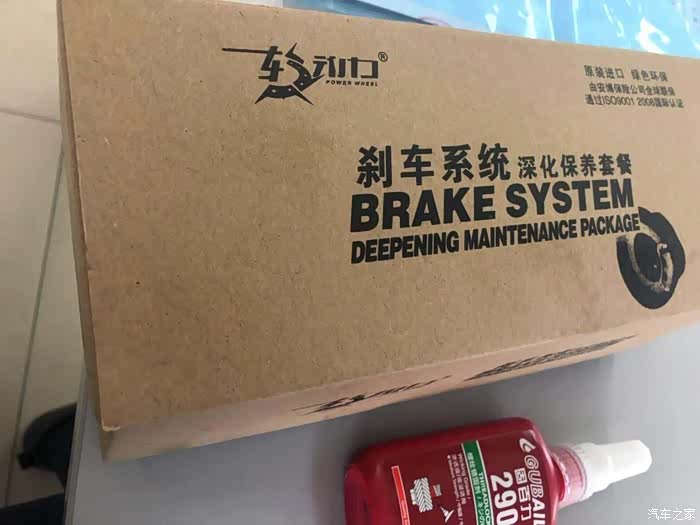 轮动力®
POWER WHEEL
原装进口 绿色环保
由安博保险公司全球联保
通过ISO9001 2008国际认证
刹车系统 深化保养套餐
BRAKE SYSTEM
DEEPENING MAINTENANCE PACKAGE
GUBAIL
固百力
290
汽车之家